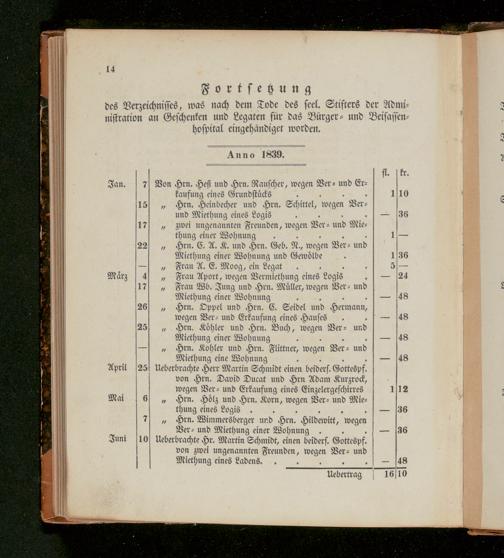 14
Fortsetzung
des Verzeichnisses, was nach dem Tode des seel. Stifters der Admi-
nistration an Geschenken und Legaten für das Bürger- und Beisassen-
hospital eingehändiger worden.
Anno 1839.
fl. kr.
Jan. 7 Von Hrn. Heft und Hrn. Rauscher, wegen Ver- und Er-
kaufung eines Grundstücks . . . . 1 10
15 „ Hrn. Heinbecher und Hrn. Schittel, wegen Ver-
und Miethung eines Logis . . . . — 36
17 „ zwei ungenannten Freunden, wegen Ver- und Mie-
thung einer Wohnung . . . . . 1 —
22 „ Hrn. C. A. K. und Hrn. Geb. R., wegen Ver- und
Miethung einer Wohnung und Gewölbe . 1 36
— „ Frau A. E. Moog, ein Legat . . . . 5 —
März 4 „ Frau Aport, wegen Vermiethung eines Logis . — 24
17 „ Frau Wb. Jung und Hrn. Müller, wegen Ver- und
Miethung einer Wohnung . . . . — 48
26 „ Hrn. Oppel und Hrn. C. Seidel und Hermann,
wegen Ver- und Erkaufung eines Hauses . . — 48
25 „ Hrn. Köhler und Hrn. Buch, wegen Ver- und
Miethung einer Wohnung . . . . — 48
— „ Hrn. Kohler und Hrn. Flittner, wegen Ver- und
Miethung eine Wohnung . . . . — 48
April 25 Ueberbrachte Herr Martin Schmidt einen beiders. Gottespf.
von Hrn. David Ducat und Hrn Adam Kurzrock,
wegen Ver- und Erkaufung eines Einzelergeschirres 1 12
Mai 6 „ Hrn. Hölz und Hrn. Korn, wegen Ver- und Mie-
thung eines Logis . . . . . . — 36
7 „ Hrn. Wimmersberger und Hrn. Hildewitt, wegen
Ver- und Miethung einer Wohnung . . . — 36
Juni 10 Ueberbrachte Hr. Martin Schmidt, einen beiders. Gottespf.
von zwei ungenannten Freunden, wegen Ver- und
Miethung eines Ladens. . . . . . — 48
Uebertrag 16 10